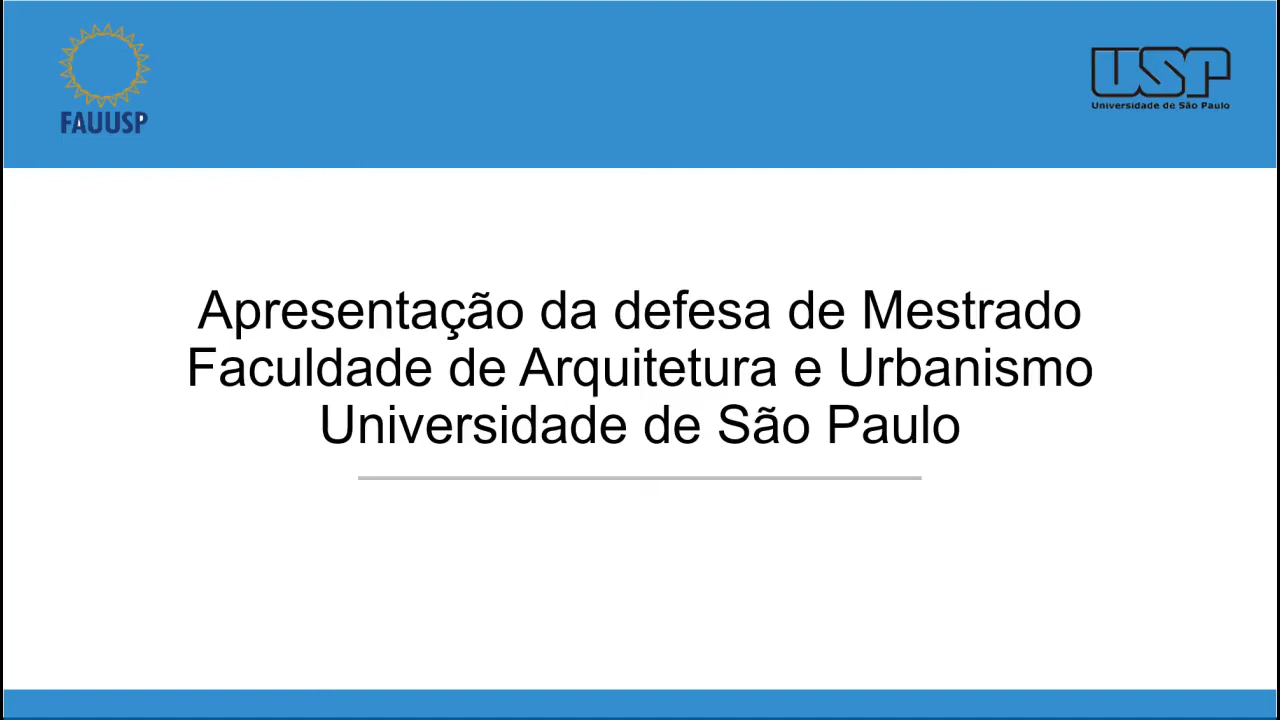 FAUUSP
USP
Universidade de São Paulo
Apresentação da defesa de Mestrado
Faculdade de Arquitetura e Urbanismo
Universidade de São Paulo